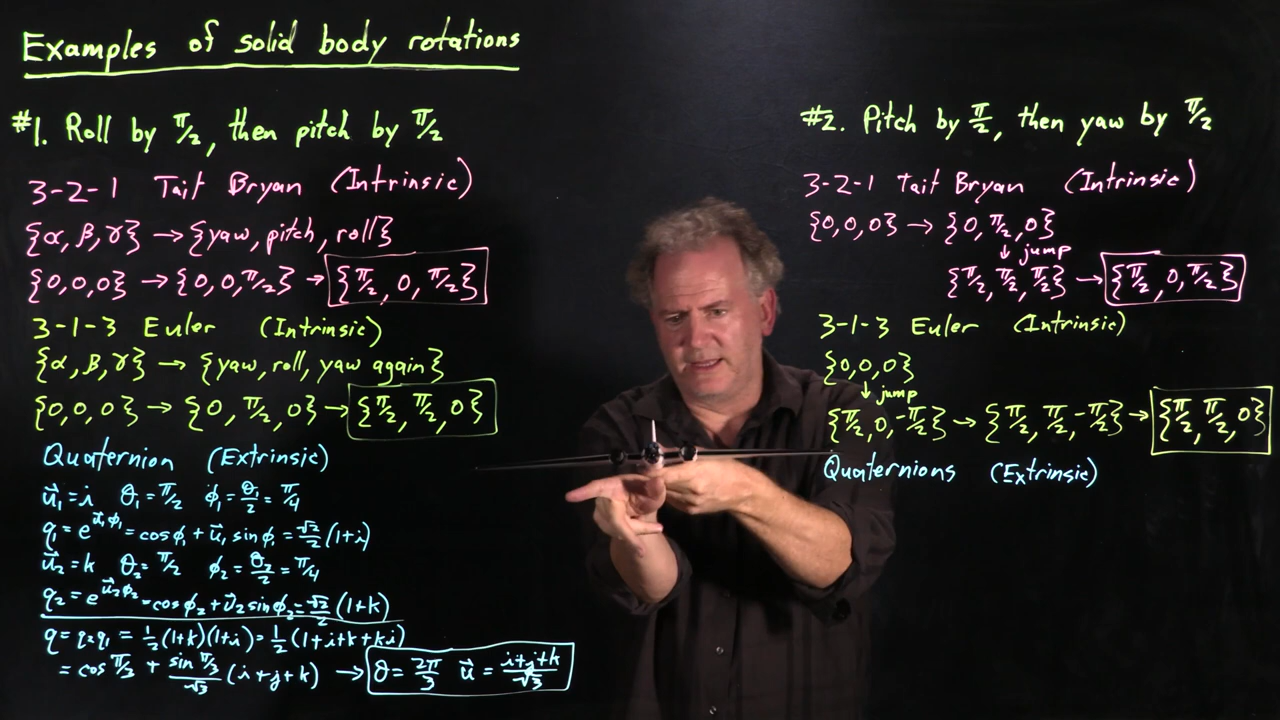 Examples of solid body rotations
#1. Roll by π/2, then pitch by π/2
3-2-1 Tait Bryan (Intrinsic)
{α, β, γ} → {yaw, pitch, roll}
{0,0,0} → {0,0,π/2} → {π/2, 0, π/2}
3-1-3 Euler (Intrinsic)
{α, β, γ} → {yaw, roll, yaw again}
{0,0,0} → {0, π/2, 0} → {π/2, π/2, 0}
Quaternion (Extrinsic)
u⃗₁ = i θ₁ = π/2 ϕ₁ = θ₁/2 = π/4
q₁ = e^(u⃗₁ϕ₁) = cos ϕ₁ + u⃗₁ sin ϕ₁ = √2/2 (1+i)
u⃗₂ = k θ₂ = π/2 ϕ₂ = θ₂/2 = π/4
q₂ = e^(u⃗₂ϕ₂) = cos ϕ₂ + u⃗₂ sin ϕ₂ = √2/2 (1+k)
q = q₂q₁ = 1/2 (1+k)(1+i) = 1/2 (1+i+k+ki)
= cos π/3 + sin π/3 / √3 (i+j+k) → θ = 2π/3 u⃗ = i+j+k / √3
#2. Pitch by π/2, then yaw by π/2
3-2-1 Tait Bryan (Intrinsic)
{0,0,0} → {0, π/2, 0}
↓ jump
{π/2, π/2, π/2} → {π/2, 0, π/2}
3-1-3 Euler (Intrinsic)
{0,0,0}
↓ jump
{π/2, 0, -π/2} → {π/2, π/2, -π/2} → {π/2, π/2, 0}
Quaternions (Extrinsic)